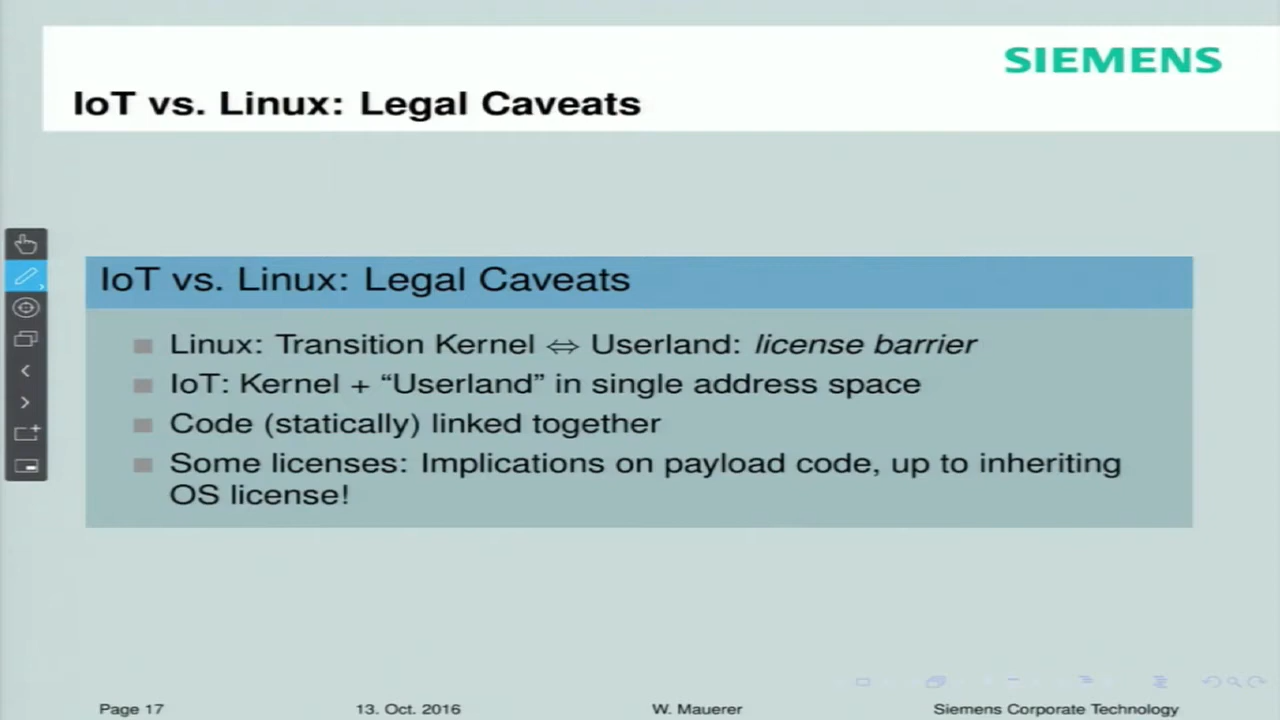 SIEMENS
IoT vs. Linux: Legal Caveats
IoT vs. Linux: Legal Caveats
Linux: Transition Kernel ⇔ Userland: license barrier
IoT: Kernel + “Userland” in single address space
Code (statically) linked together
Some licenses: Implications on payload code, up to inheriting
OS license!
Page 17 13. Oct. 2016 W. Mauerer Siemens Corporate Technology